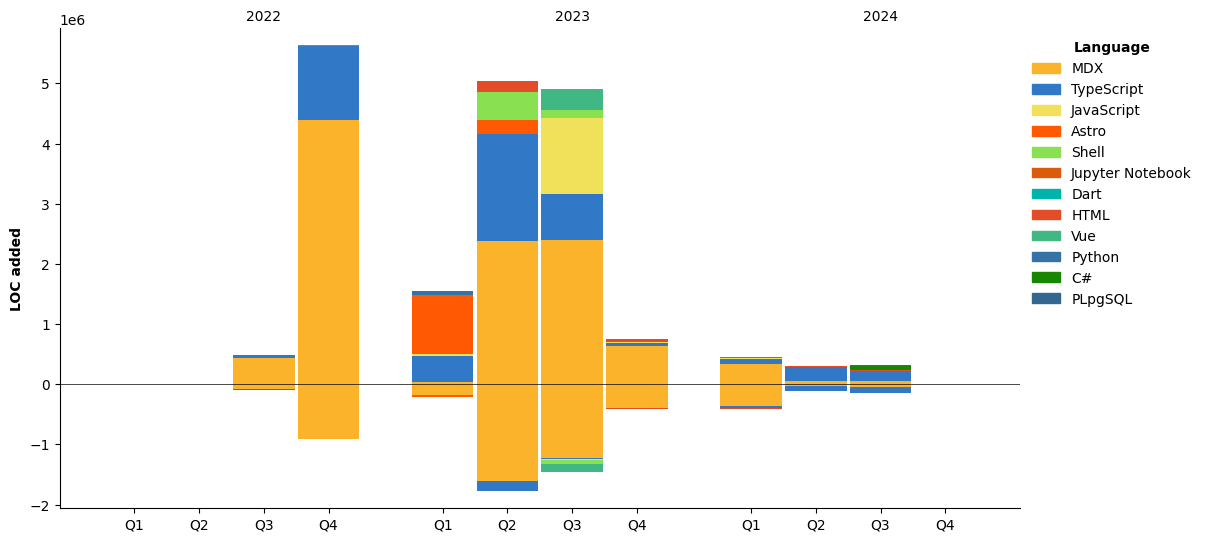 2022 2023 2024
1e6
5
4
3
2
1
0
−1
−2
LOC added
Q1 Q2 Q3 Q4 Q1 Q2 Q3 Q4 Q1 Q2 Q3 Q4
Language
MDX
TypeScript
JavaScript
Astro
Shell
Jupyter Notebook
Dart
HTML
Vue
Python
C#
PLpgSQL